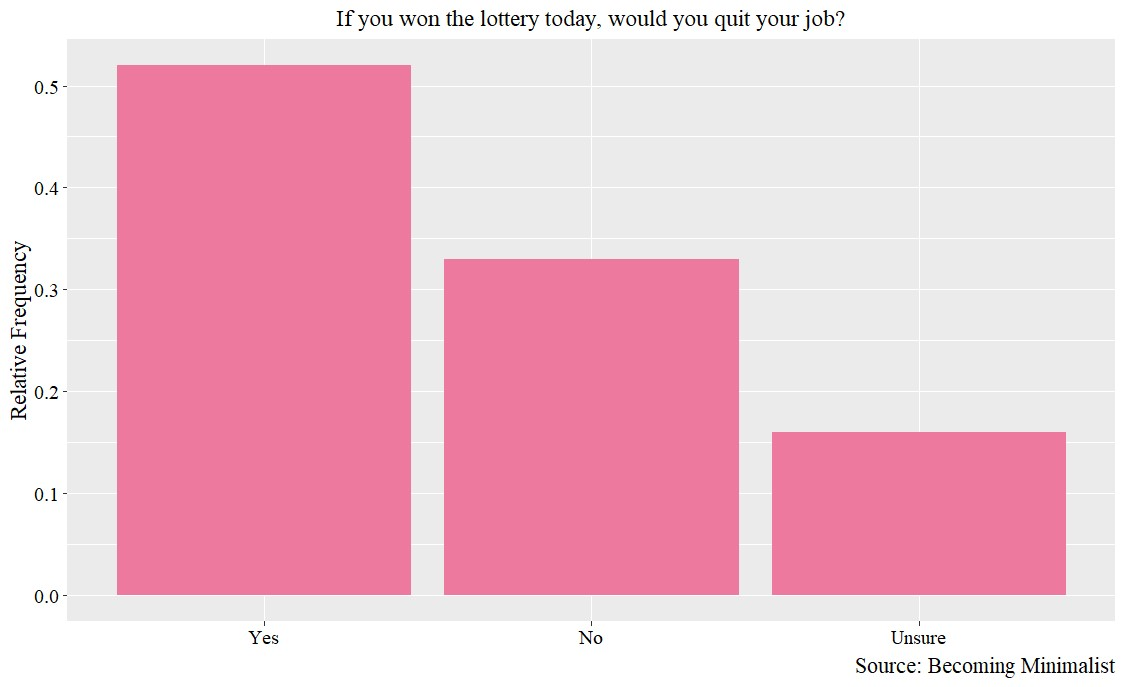 If you won the lottery today, would you quit your job?
Relative Frequency
0.5
0.4
0.3
0.2
0.1
0.0
Yes
No
Unsure
Source: Becoming Minimalist